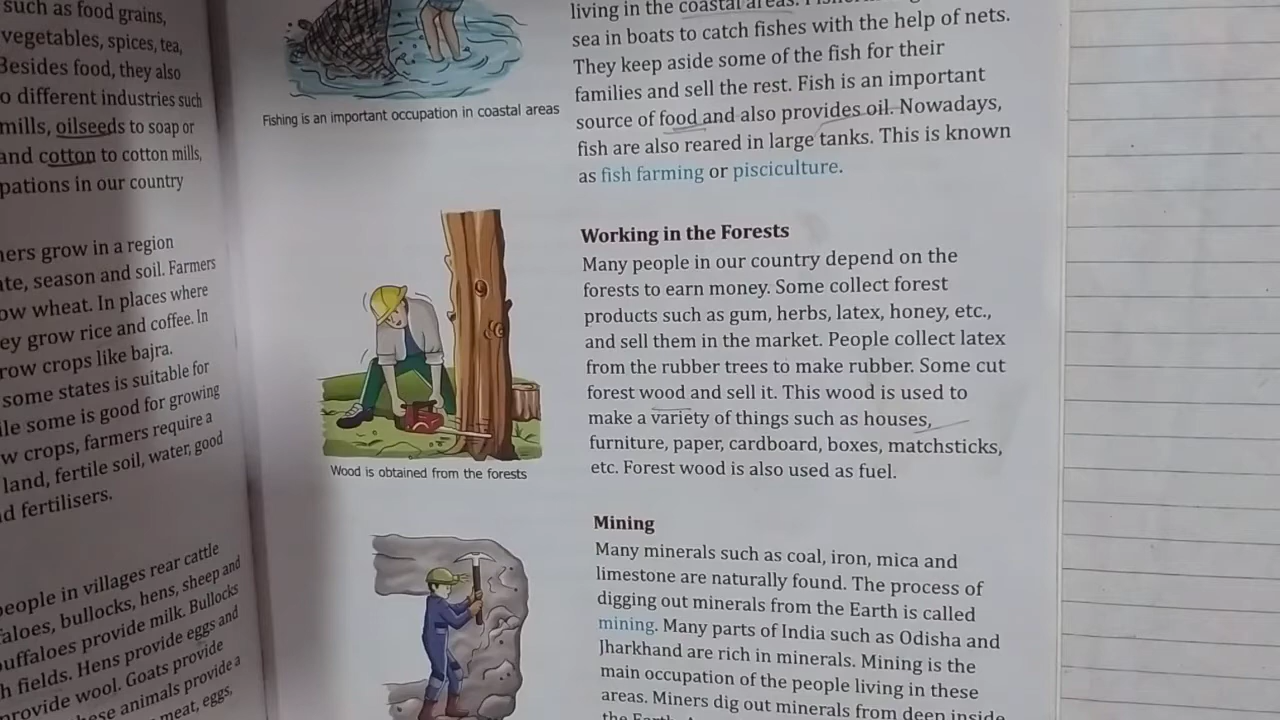 such as food grains,
vegetables, spices, tea,
Besides food, they also
o different industries such
mills, oilseeds to soap or
and cotton to cotton mills,
pations in our country
ners grow in a region
ate, season and soil. Farmers
ow wheat. In places where
ey grow rice and coffee. In
row crops like bajra.
some states is suitable for
ile some is good for growing
w crops, farmers require a
land, fertile soil, water, good
d fertilisers.
people in villages rear cattle
faloes, bullocks, hens, sheep and
buffaloes provide milk. Bullocks
h fields. Hens provide eggs and
provide wool. Goats provide
hese animals provide a
meat, eggs,
Fishing is an important occupation in coastal areas
living in the coastal areas.
sea in boats to catch fishes with the help of nets.
They keep aside some of the fish for their
families and sell the rest. Fish is an important
source of food and also provides oil. Nowadays,
fish are also reared in large tanks. This is known
as fish farming or pisciculture.
Working in the Forests
Many people in our country depend on the
forests to earn money. Some collect forest
products such as gum, herbs, latex, honey, etc.,
and sell them in the market. People collect latex
from the rubber trees to make rubber. Some cut
forest wood and sell it. This wood is used to
make a variety of things such as houses,
furniture, paper, cardboard, boxes, matchsticks,
etc. Forest wood is also used as fuel.
Wood is obtained from the forests
Mining
Many minerals such as coal, iron, mica and
limestone are naturally found. The process of
digging out minerals from the Earth is called
mining. Many parts of India such as Odisha and
Jharkhand are rich in minerals. Mining is the
main occupation of the people living in these
areas. Miners dig out minerals from deep inside
the Earth.